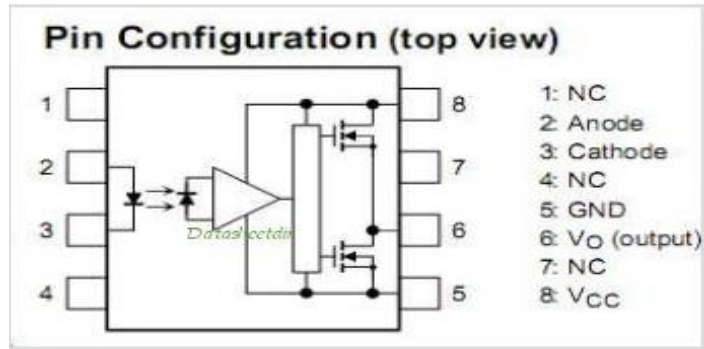 Pin Configuration (top view)
1
2
3
4
8
7
6
5
1: NC
2: Anode
3: Cathode
4: NC
5: GND
6: VO (output)
7: NC
8: VCC